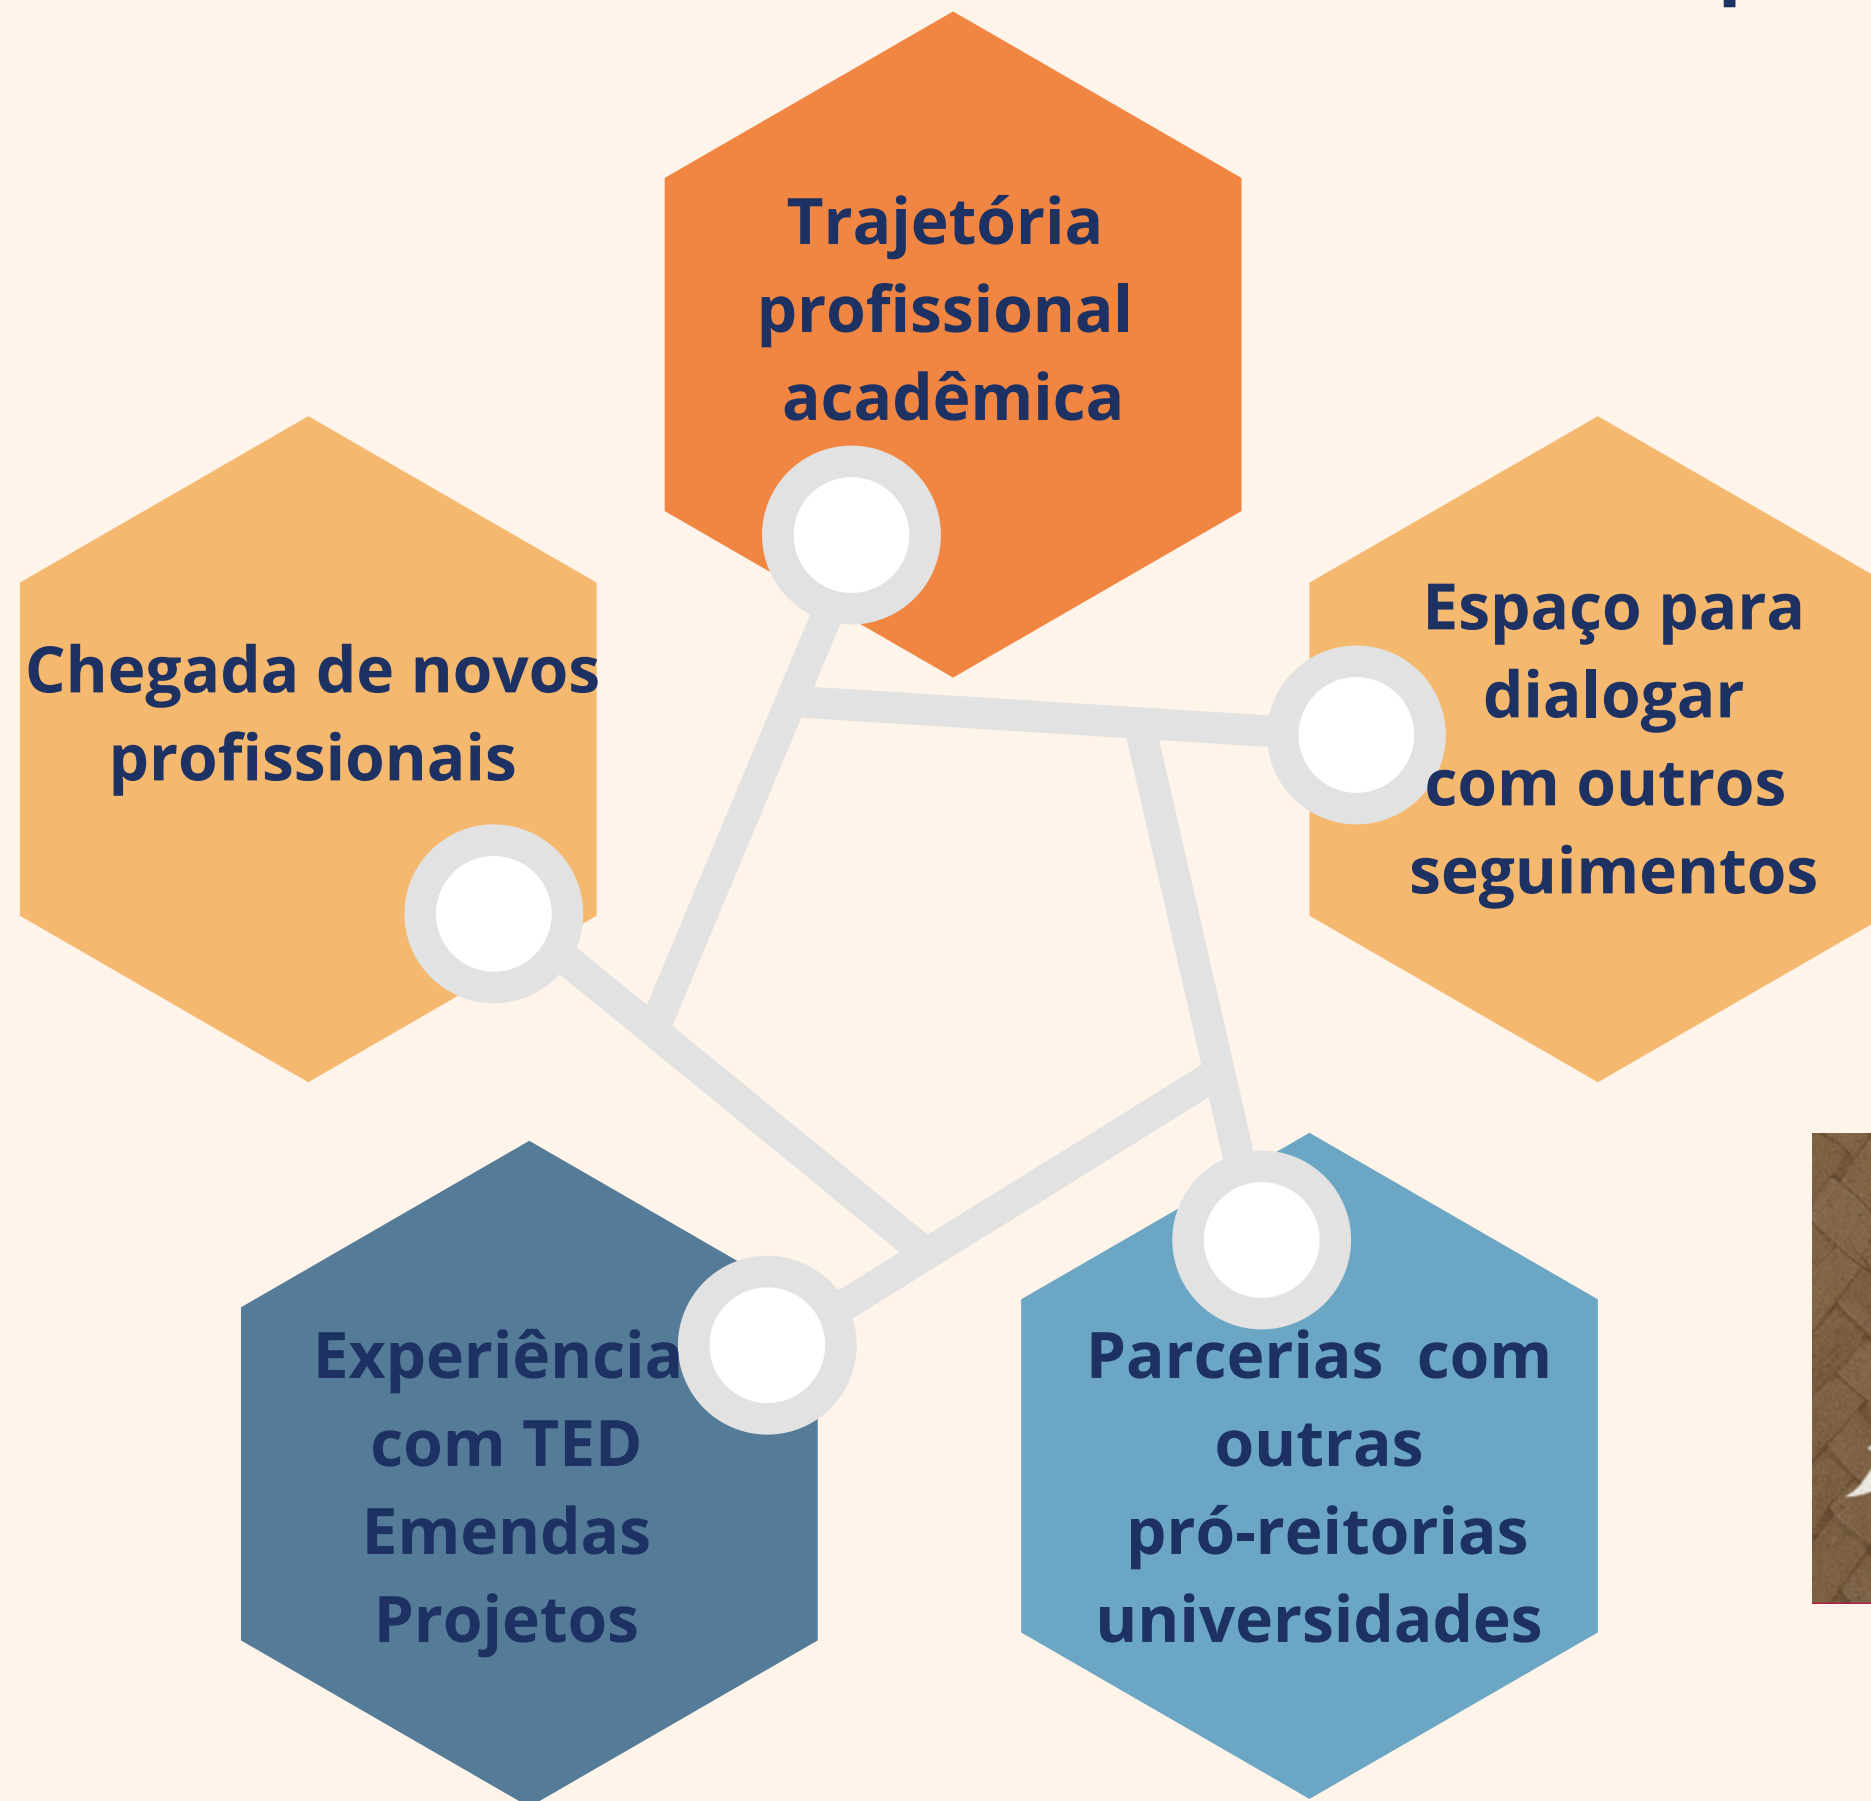 Trajetória
profissional
acadêmica
Chegada de novos
profissionais
Espaço para
dialogar
com outros
seguimentos
Experiência
com TED
Emendas
Projetos
Parcerias com
outras
pró-reitorias
universidades